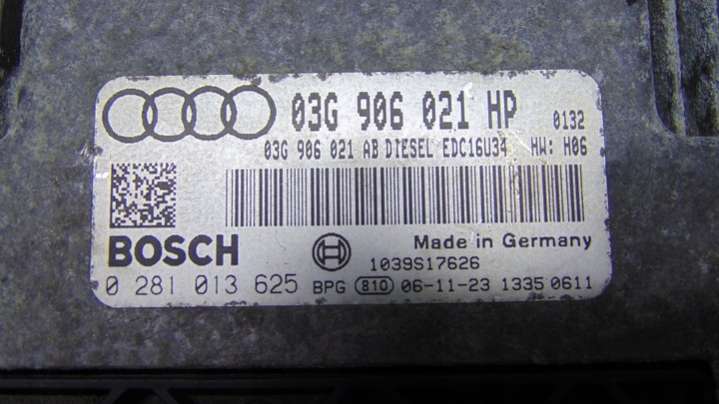 03G 906 021 HP 0132
03G 906 021 AB DIESEL EDC16U34 HW: H06
BOSCH
Made in Germany
1039S17626
0 281 013 625 BPG 810 06-11-23 1335 0611